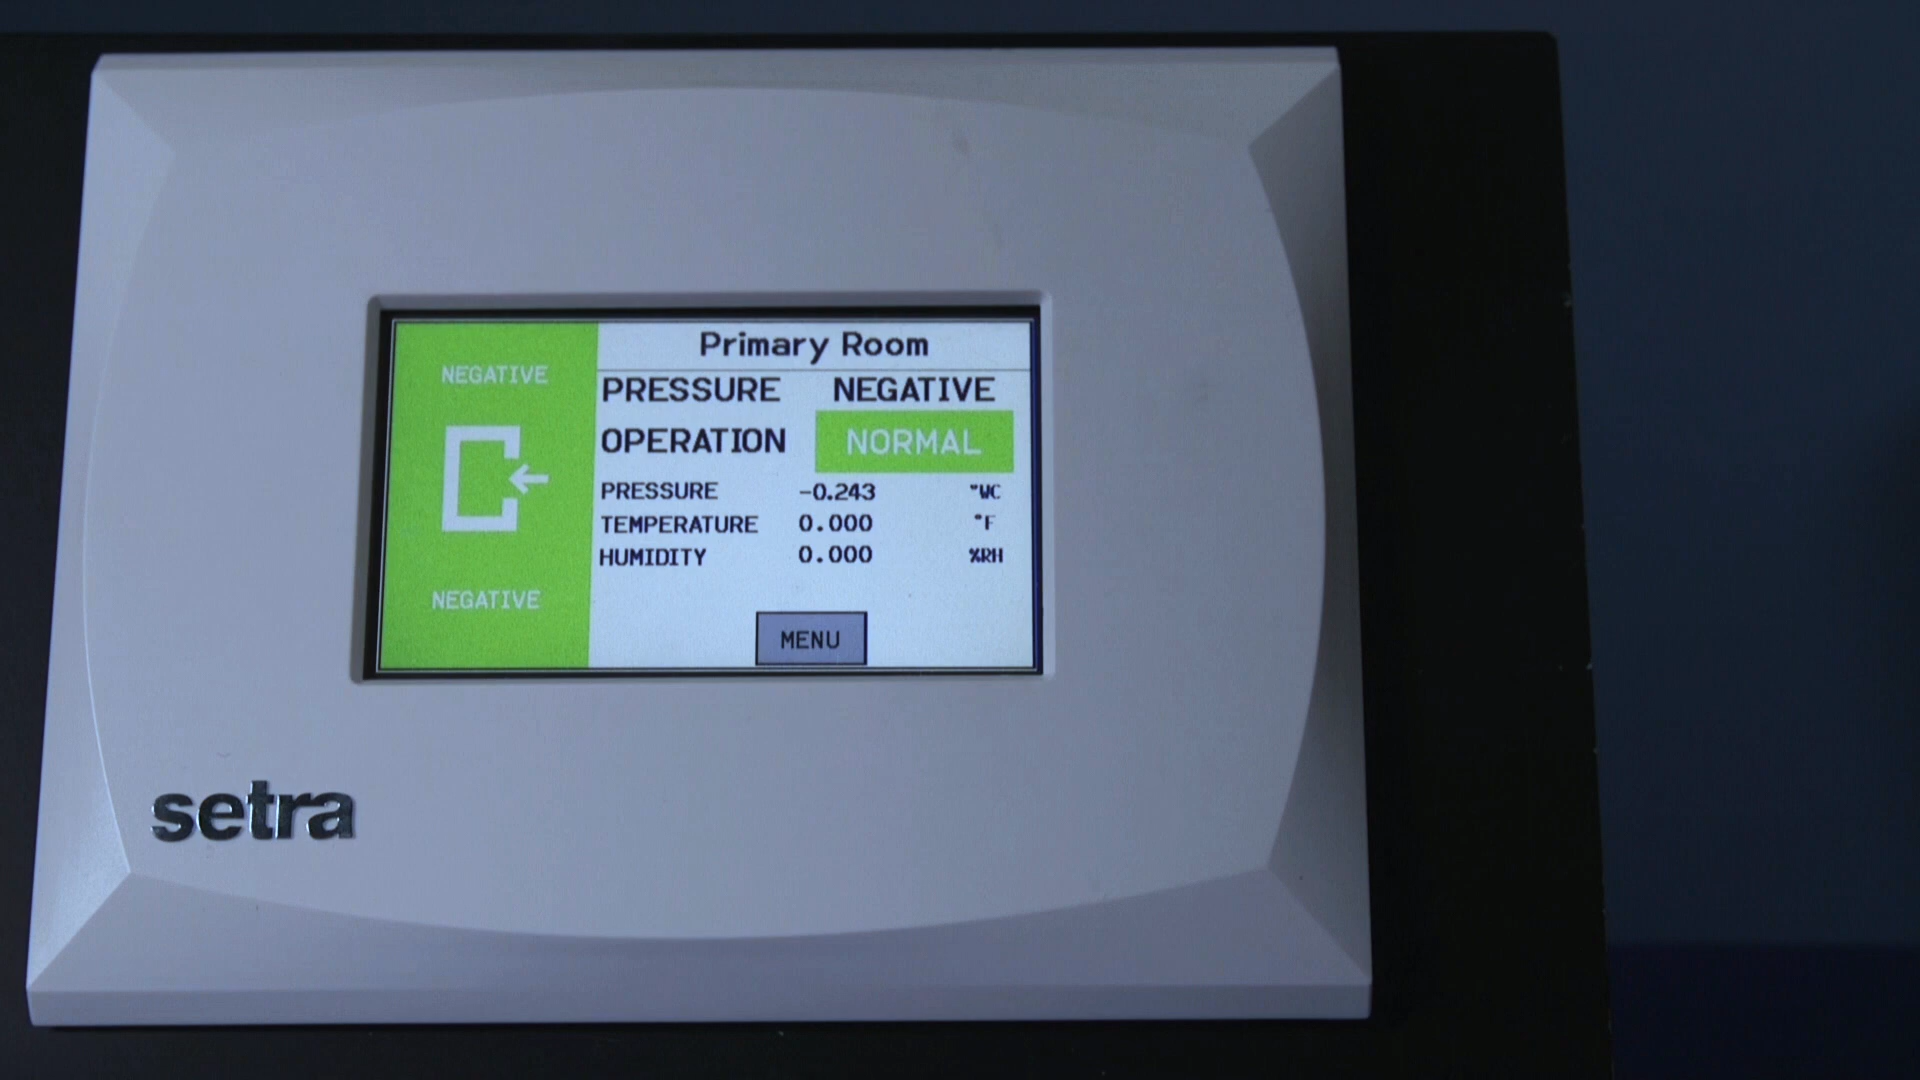 Primary Room
NEGATIVE
PRESSURE NEGATIVE
OPERATION NORMAL
PRESSURE -0.243 "WC
TEMPERATURE 0.000 °F
HUMIDITY 0.000 %RH
NEGATIVE
MENU
setra